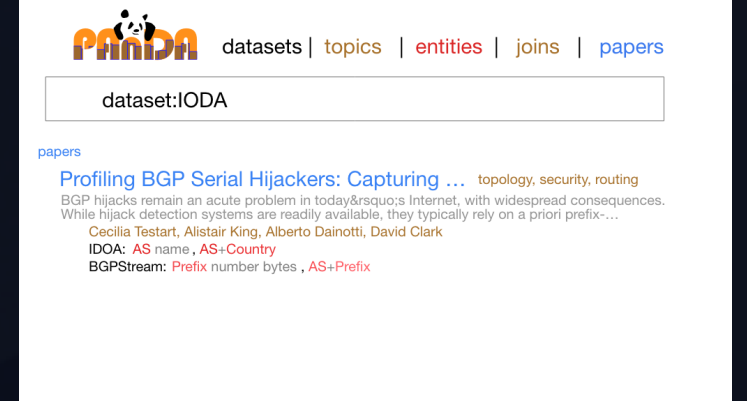 PANDA datasets | topics | entities | joins | papers
dataset:IODA
papers
Profiling BGP Serial Hijackers: Capturing … topology, security, routing
BGP hijacks remain an acute problem in today&rsquo;s Internet, with widespread consequences.
While hijack detection systems are readily available, they typically rely on a priori prefix-…
Cecilia Testart, Alistair King, Alberto Dainotti, David Clark
IDOA: AS name , AS+Country
BGPStream: Prefix number bytes , AS+Prefix